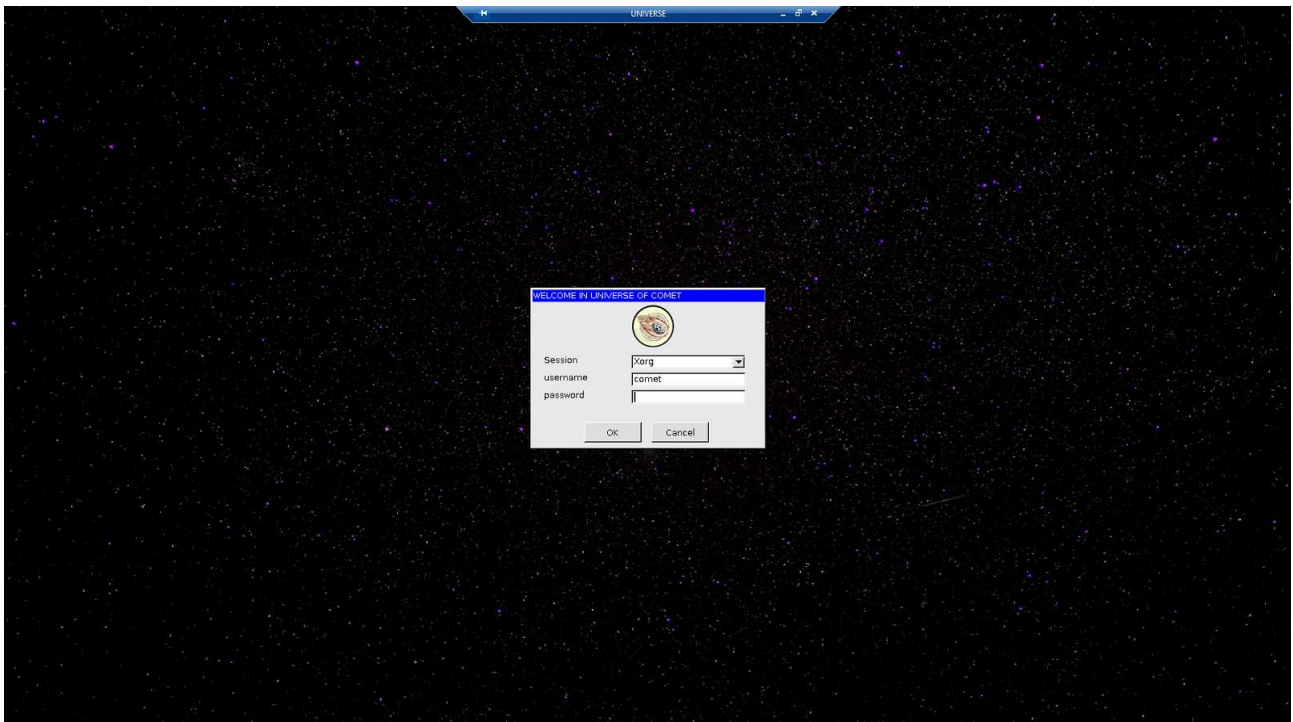 UNIVERSE
WELCOME IN UNIVERSE OF COMET
Session
Xorg
username
comet
password
OK
Cancel